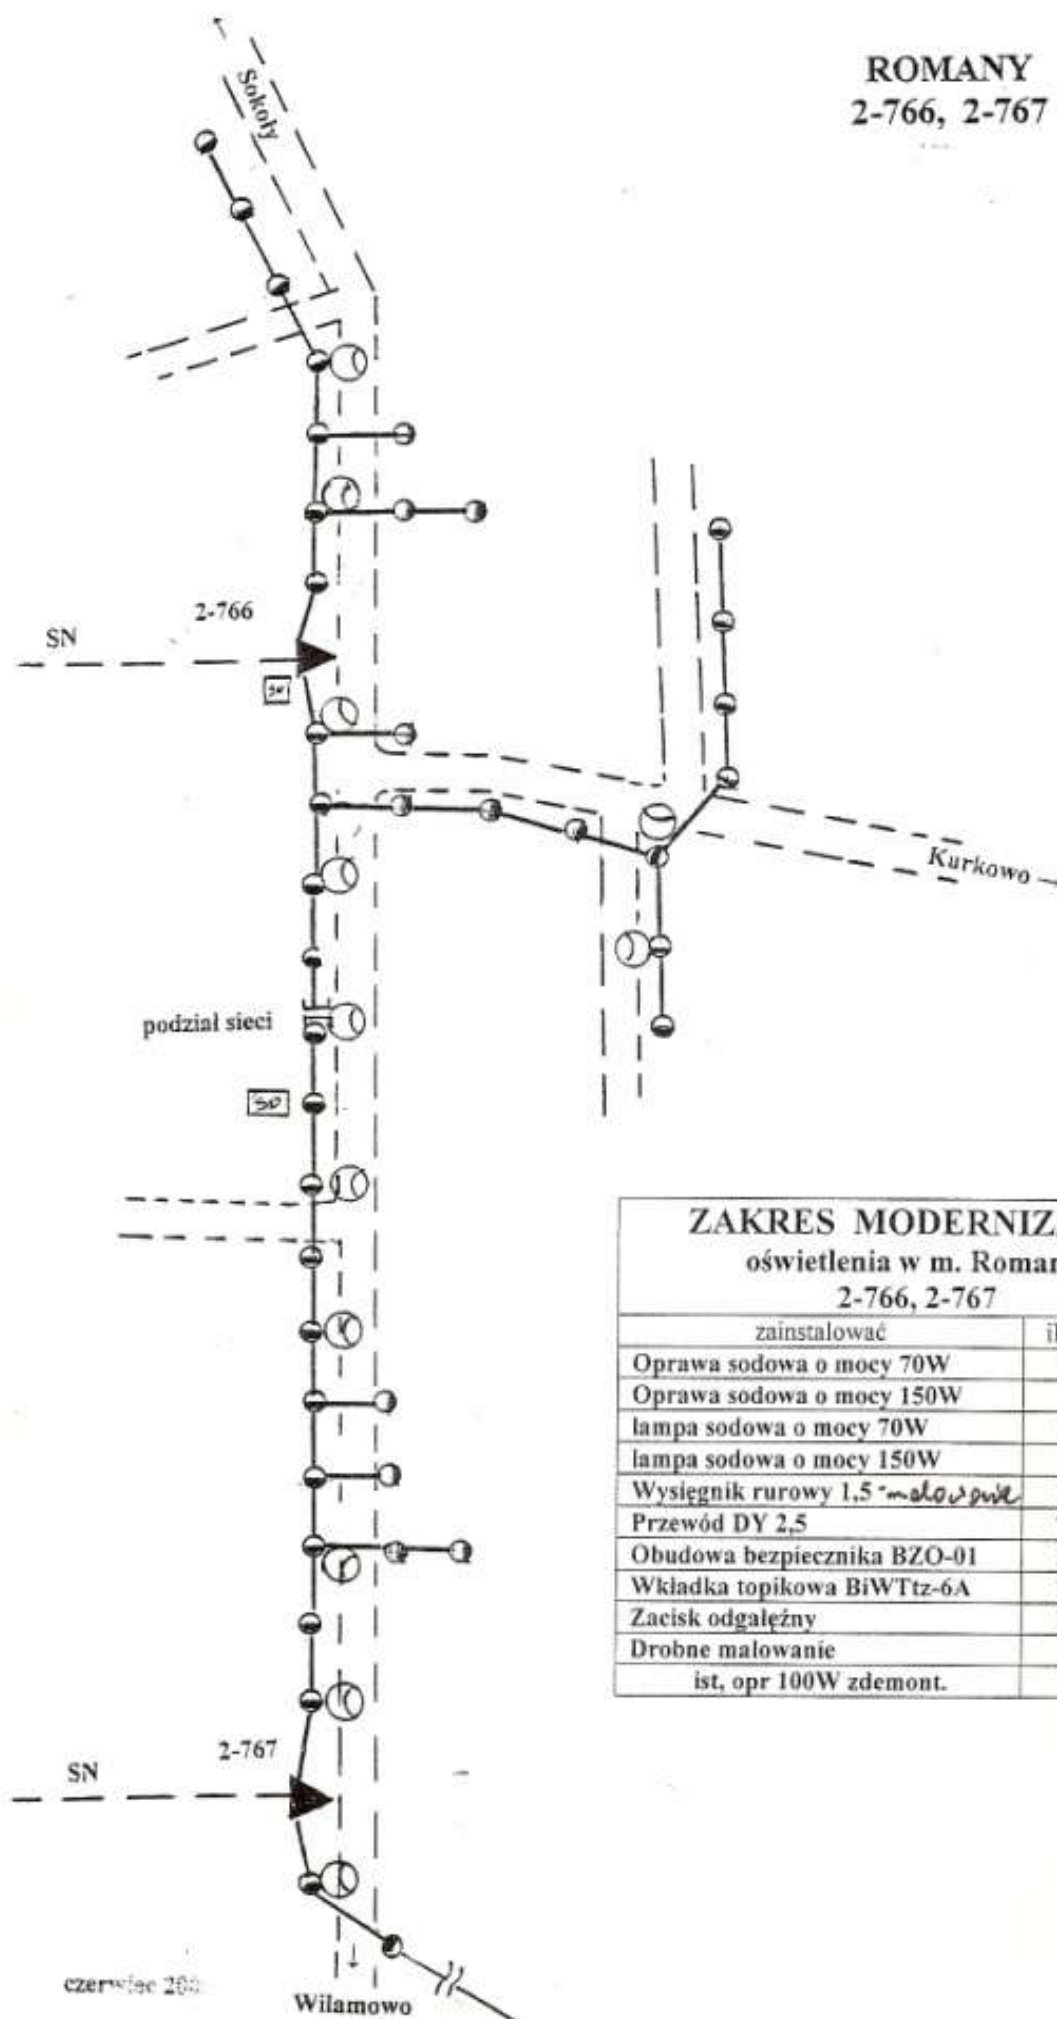 ROMANY
2-766, 2-767
Sokoły
2-766
SN
Kurkowo
podział sieci
SO
ZAKRES MODERNIZ
oświetlenia w m. Roman
2-766, 2-767
zainstalować
Oprawa sodowa o mocy 70W
Oprawa sodowa o mocy 150W
lampa sodowa o mocy 70W
lampa sodowa o mocy 150W
Wysięgnik rurowy 1,5 - malowanie
Przewód DY 2,5
Obudowa bezpiecznika BZO-01
Wkładka topikowa BiWTtz-6A
Zacisk odgałęźny
Drobne malowanie
ist, opr 100W zdemont.
2-767
SN
czerwiec
Wilamowo